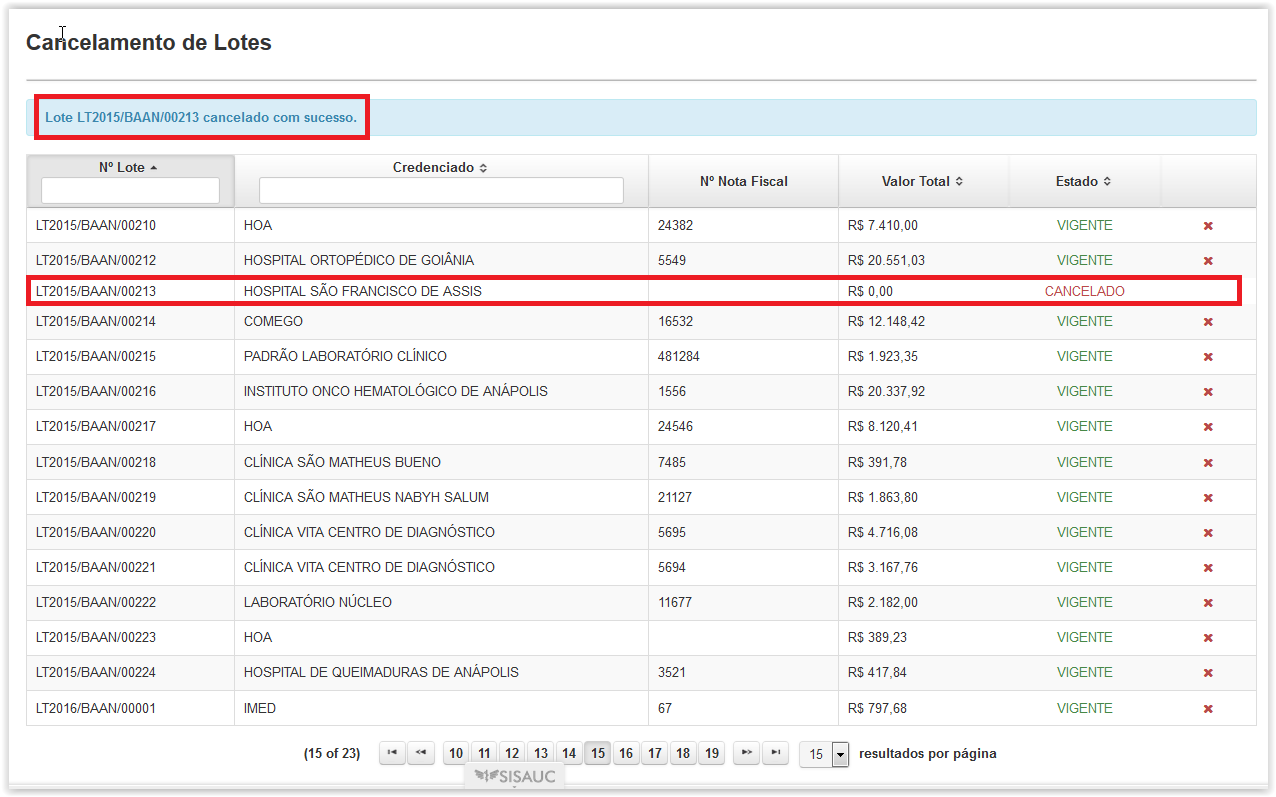 Cancelamento de Lotes
Lote LT2015/BAAN/00213 cancelado com sucesso.
Nº Lote Credenciado Nº Nota Fiscal Valor Total Estado
LT2015/BAAN/00210 HOA 24382 R$ 7.410,00 VIGENTE
LT2015/BAAN/00212 HOSPITAL ORTOPÉDICO DE GOIÂNIA 5549 R$ 20.551,03 VIGENTE
LT2015/BAAN/00213 HOSPITAL SÃO FRANCISCO DE ASSIS R$ 0,00 CANCELADO
LT2015/BAAN/00214 COMEGO 16532 R$ 12.148,42 VIGENTE
LT2015/BAAN/00215 PADRÃO LABORATÓRIO CLÍNICO 481284 R$ 1.923,35 VIGENTE
LT2015/BAAN/00216 INSTITUTO ONCO HEMATOLÓGICO DE ANÁPOLIS 1556 R$ 20.337,92 VIGENTE
LT2015/BAAN/00217 HOA 24546 R$ 8.120,41 VIGENTE
LT2015/BAAN/00218 CLÍNICA SÃO MATHEUS BUENO 7485 R$ 391,78 VIGENTE
LT2015/BAAN/00219 CLÍNICA SÃO MATHEUS NABYH SALUM 21127 R$ 1.863,80 VIGENTE
LT2015/BAAN/00220 CLÍNICA VITA CENTRO DE DIAGNÓSTICO 5695 R$ 4.716,08 VIGENTE
LT2015/BAAN/00221 CLÍNICA VITA CENTRO DE DIAGNÓSTICO 5694 R$ 3.167,76 VIGENTE
LT2015/BAAN/00222 LABORATÓRIO NÚCLEO 11677 R$ 2.182,00 VIGENTE
LT2015/BAAN/00223 HOA R$ 389,23 VIGENTE
LT2015/BAAN/00224 HOSPITAL DE QUEIMADURAS DE ANÁPOLIS 3521 R$ 417,84 VIGENTE
LT2016/BAAN/00001 IMED 67 R$ 797,68 VIGENTE
(15 of 23) 10 11 12 13 14 15 16 17 18 19 15 resultados por página
SISAUC